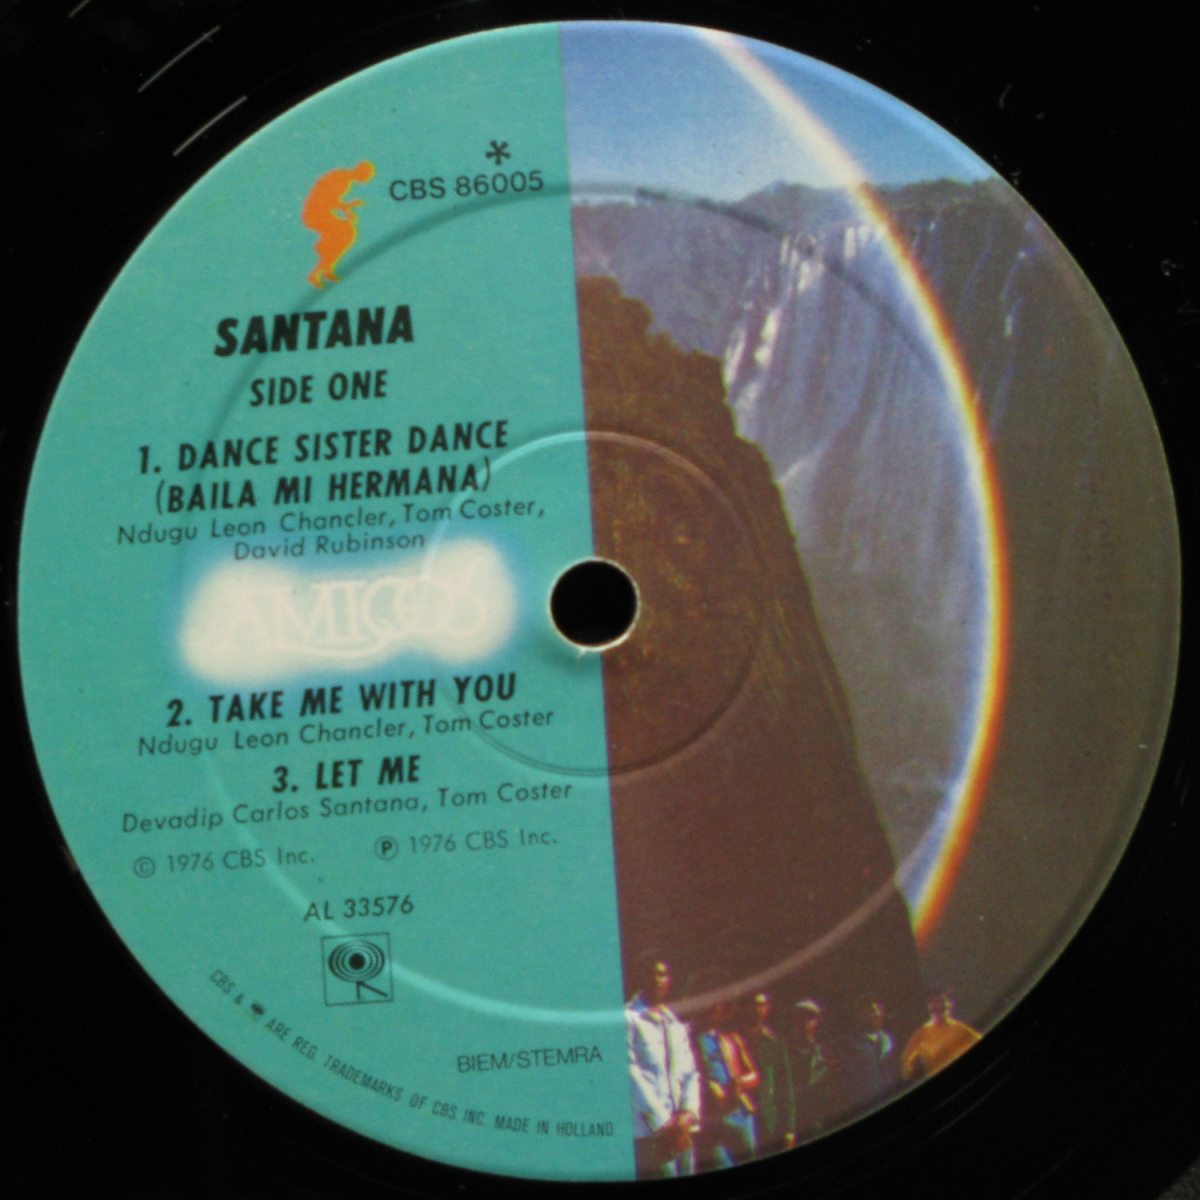 *
CBS 86005
SANTANA
SIDE ONE
1. DANCE SISTER DANCE
(BAILA MI HERMANA)
Ndugu Leon Chancler, Tom Coster,
David Rubinson
AMIGOS
2. TAKE ME WITH YOU
Ndugu Leon Chancler, Tom Coster
3. LET ME
Devadip Carlos Santana, Tom Coster
© 1976 CBS Inc. ℗ 1976 CBS Inc.
AL 33576
BIEM/STEMRA
CBS & ARE REG. TRADEMARKS OF CBS INC. MADE IN HOLLAND